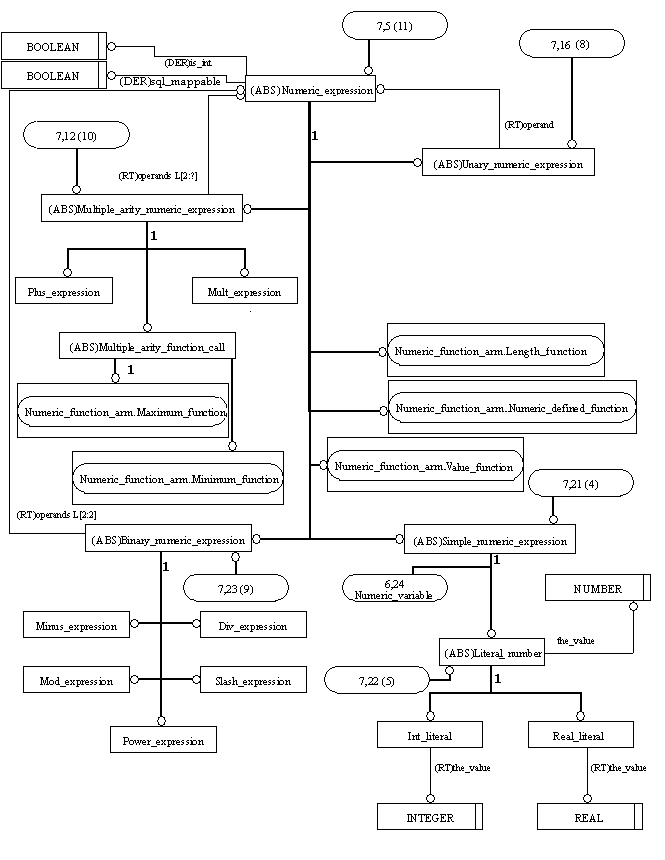 7,5 (11)
BOOLEAN
(DER)is_int
7,16 (8)
BOOLEAN
(DER)sql_mappable
(ABS)Numeric_expression
(RT)operand
7,12 (10)
1
(ABS)Unary_numeric_expression
(RT)operands L[2:?]
(ABS)Multiple_arity_numeric_expression
1
Plus_expression
Mult_expression
(ABS)Multiple_arity_function_call
Numeric_function_arm.Length_function
1
Numeric_function_arm.Maximum_function
Numeric_function_arm.Numeric_defined_function
Numeric_function_arm.Value_function
Numeric_function_arm.Minimum_function
7,21 (4)
(RT)operands L[2:2]
(ABS)Binary_numeric_expression
(ABS)Simple_numeric_expression
1
1
7,23 (9)
6,24
Numeric_variable
NUMBER
Minus_expression
Div_expression
the_value
(ABS)Literal_number
Mod_expression
Slash_expression
7,22 (5)
1
Power_expression
Int_literal
Real_literal
(RT)the_value
(RT)the_value
INTEGER
REAL